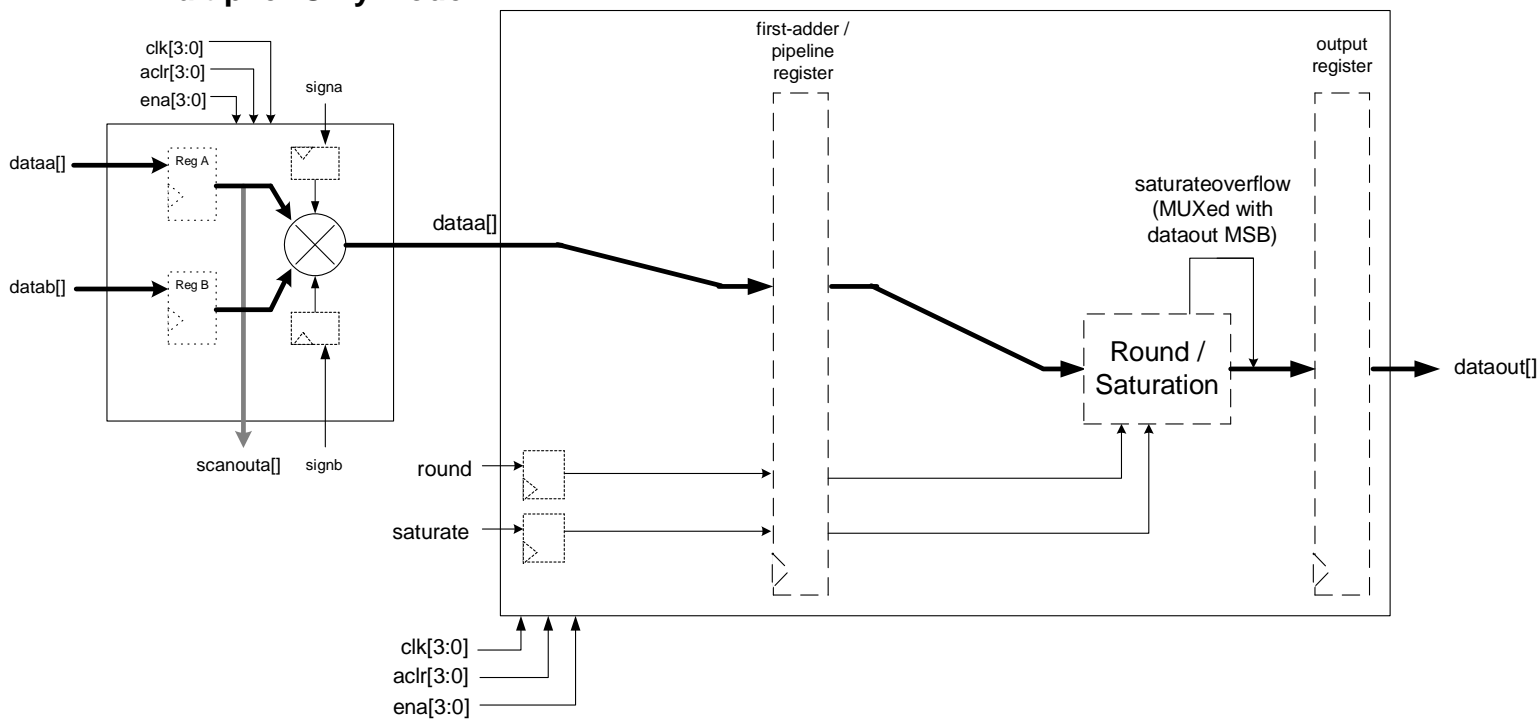 clk[3:0]
aclr[3:0]
ena[3:0]
signa
dataa[]
Reg A
datab[]
Reg B
scanouta[]
signb
dataa[]
first-adder /
pipeline
register
output
register
saturateoverflow
(MUXed with
dataout MSB)
Round /
Saturation
dataout[]
round
saturate
clk[3:0]
aclr[3:0]
ena[3:0]